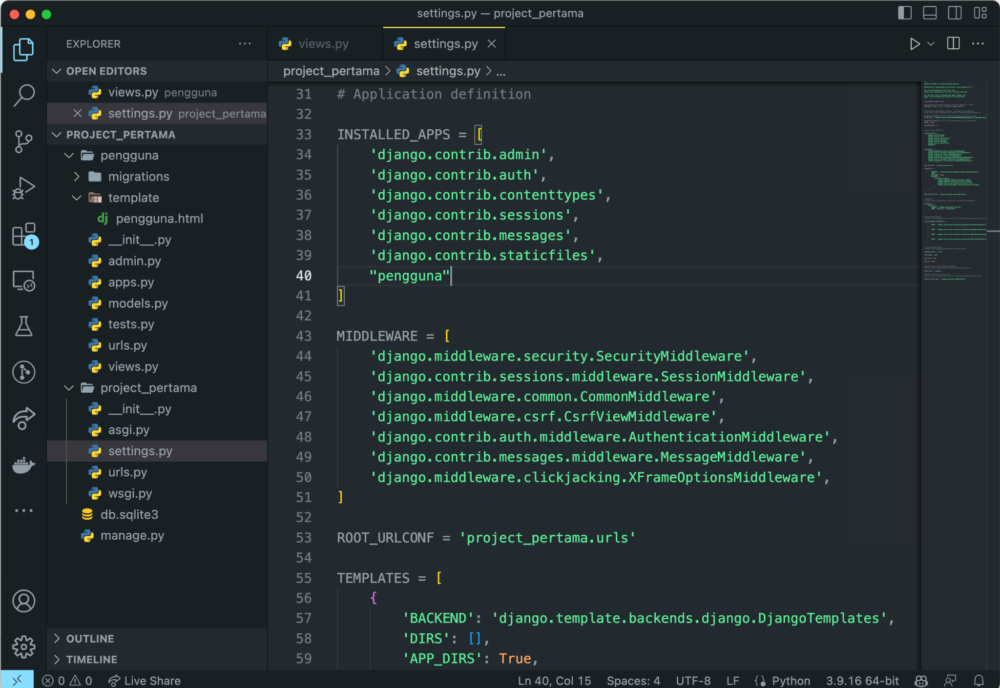 settings.py — project_pertama
EXPLORER
views.py
settings.py
OPEN EDITORS
views.py pengguna
settings.py project_pertama
PROJECT_PERTAMA
pengguna
migrations
template
pengguna.html
__init__.py
admin.py
apps.py
models.py
tests.py
urls.py
views.py
project_pertama
__init__.py
asgi.py
settings.py
urls.py
wsgi.py
db.sqlite3
manage.py
OUTLINE
TIMELINE
1
project_pertama > settings.py > ...
31 # Application definition
32
33 INSTALLED_APPS = [
34 'django.contrib.admin',
35 'django.contrib.auth',
36 'django.contrib.contenttypes',
37 'django.contrib.sessions',
38 'django.contrib.messages',
39 'django.contrib.staticfiles',
40 "pengguna"
41 ]
42
43 MIDDLEWARE = [
44 'django.middleware.security.SecurityMiddleware',
45 'django.contrib.sessions.middleware.SessionMiddleware',
46 'django.middleware.common.CommonMiddleware',
47 'django.middleware.csrf.CsrfViewMiddleware',
48 'django.contrib.auth.middleware.AuthenticationMiddleware',
49 'django.contrib.messages.middleware.MessageMiddleware',
50 'django.middleware.clickjacking.XFrameOptionsMiddleware',
51 ]
52
53 ROOT_URLCONF = 'project_pertama.urls'
54
55 TEMPLATES = [
56 {
57 'BACKEND': 'django.template.backends.django.DjangoTemplates',
58 'DIRS': [],
59 'APP_DIRS': True,
0 0 Live Share Ln 40, Col 15 Spaces: 4 UTF-8 LF Python 3.9.16 64-bit